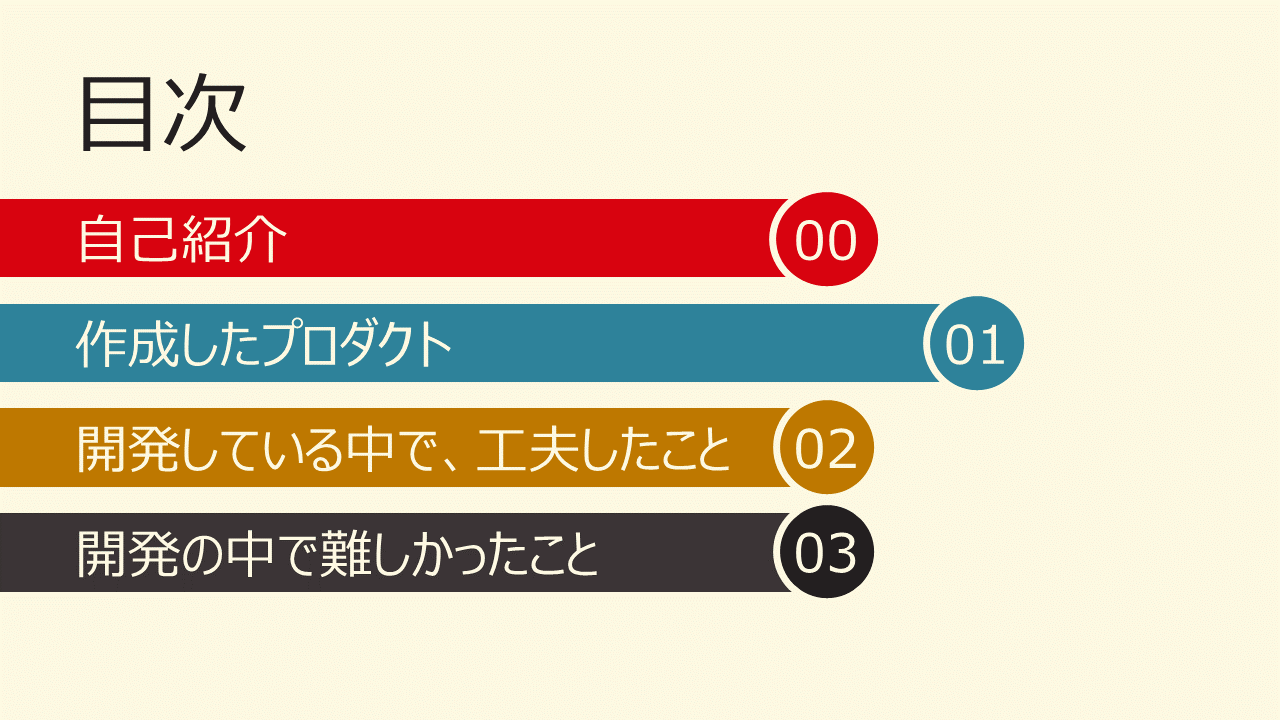 目次
自己紹介 00
作成したプロダクト 01
開発している中で、工夫したこと 02
開発の中で難しかったこと 03